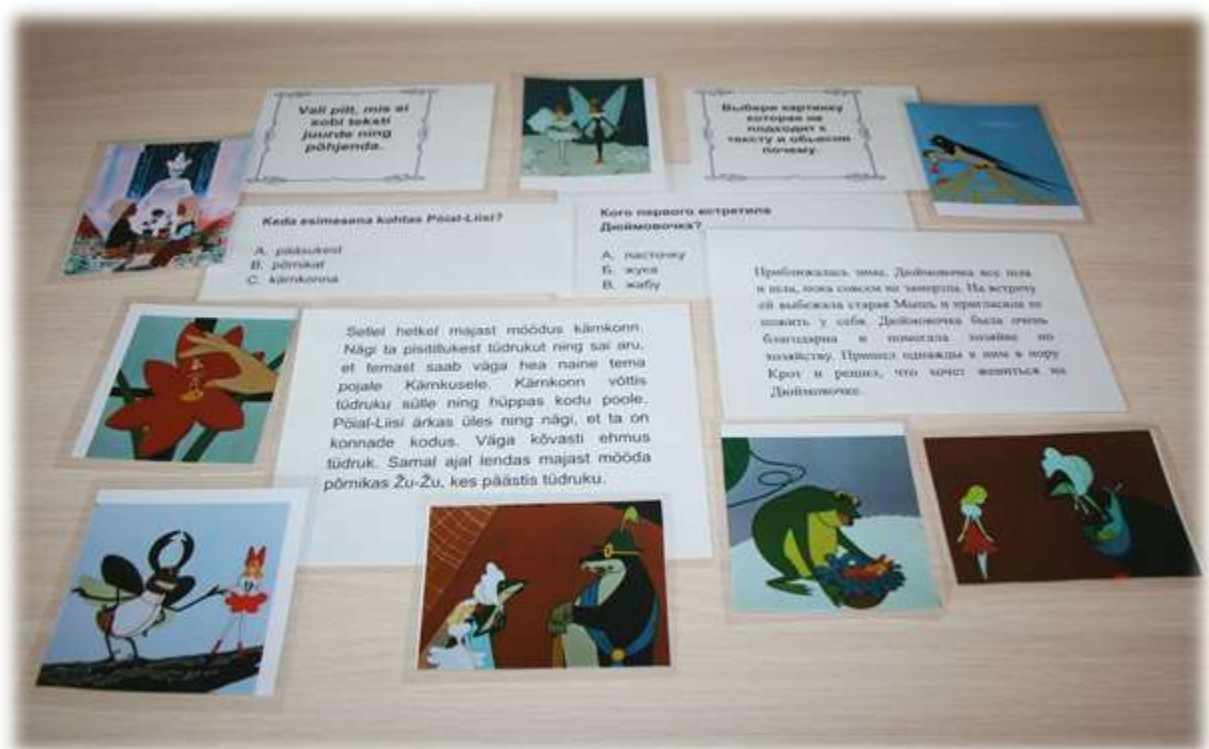 Vali pilt, mis ei
sobi teksti
juurde ning
põhjenda.
Выбери картинку
которая не
подходит к
тексту и объясни
почему.
Keda esimesena kohtas Pöial-Liisi?
A. pääsukest
B. põrnikat
C. kärnkonna
Кого первого встретила
Дюймовочка?
А. ласточку
Б. жука
В. жабу
Sellel hetkel majast möödus kärnkonn.
Nägi ta pisitillukest tüdrukut ning sai aru,
et temast saab väga hea naine tema
pojale Kärnkusele. Kärnkonn võttis
tüdruku sülle ning hüppas kodu poole.
Pöial-Liisi ärkas üles ning nägi, et ta on
konnade kodus. Väga kõvasti ehmus
tüdruk. Samal ajal lendas majast mööda
põrnikas Žu-Žu, kes päästis tüdruku.
Приближалась зима. Дюймовочка все шла
и шла, пока совсем не замерзла. На встречу
ей выбежала старая Мышь и пригласила ее
пожить у себя. Дюймовочка была очень
благодарна и помогала хозяйке по
хозяйству. Пришел однажды к ним в нору
Крот и решил, что хочет жениться на
Дюймовочке.